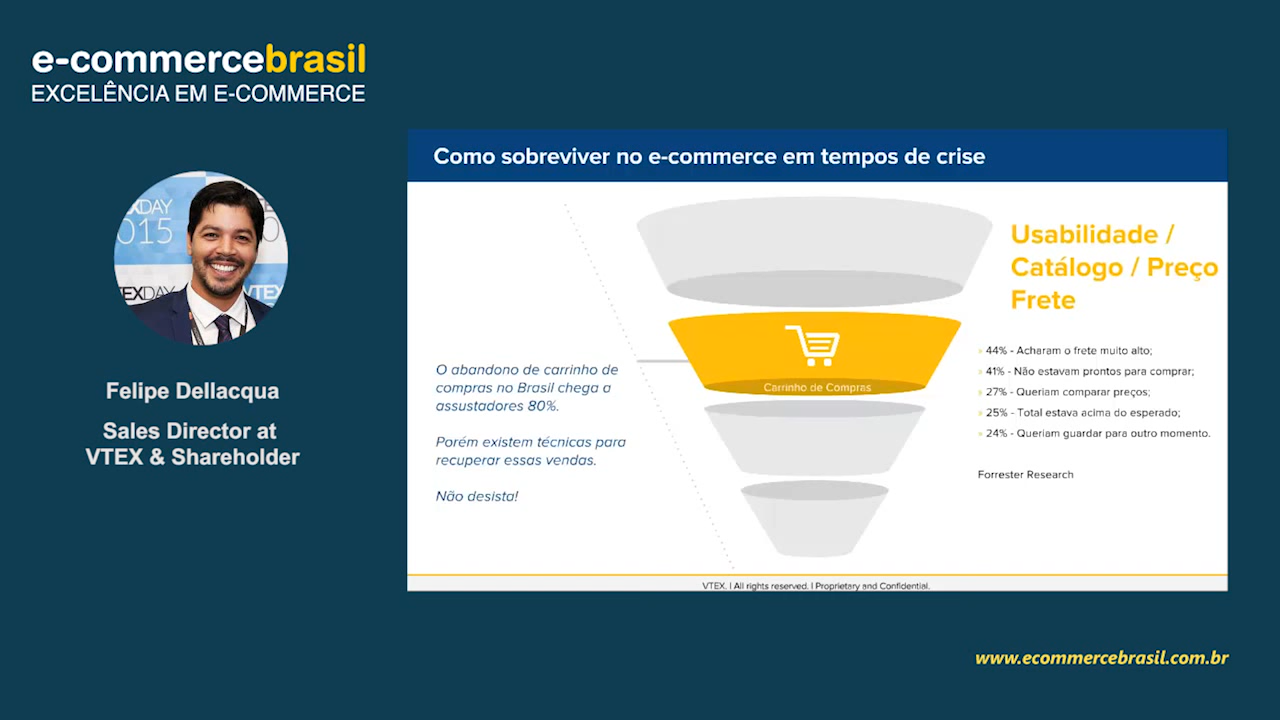 e-commercebrasil
EXCELÊNCIA EM E-COMMERCE
Como sobreviver no e-commerce em tempos de crise
XDAY
015
TEXDAY
VTEX
Felipe Dellacqua
Sales Director at
VTEX & Shareholder
O abandono de carrinho de
compras no Brasil chega a
assustadores 80%.
Porém existem técnicas para
recuperar essas vendas.
Não desista!
Carrinho de Compras
Usabilidade /
Catálogo / Preço
Frete
» 44% - Acharam o frete muito alto;
» 41% - Não estavam prontos para comprar;
» 27% - Queriam comparar preços;
» 25% - Total estava acima do esperado;
» 24% - Queriam guardar para outro momento.
Forrester Research
VTEX. | All rights reserved. | Proprietary and Confidential.
www.ecommercebrasil.com.br